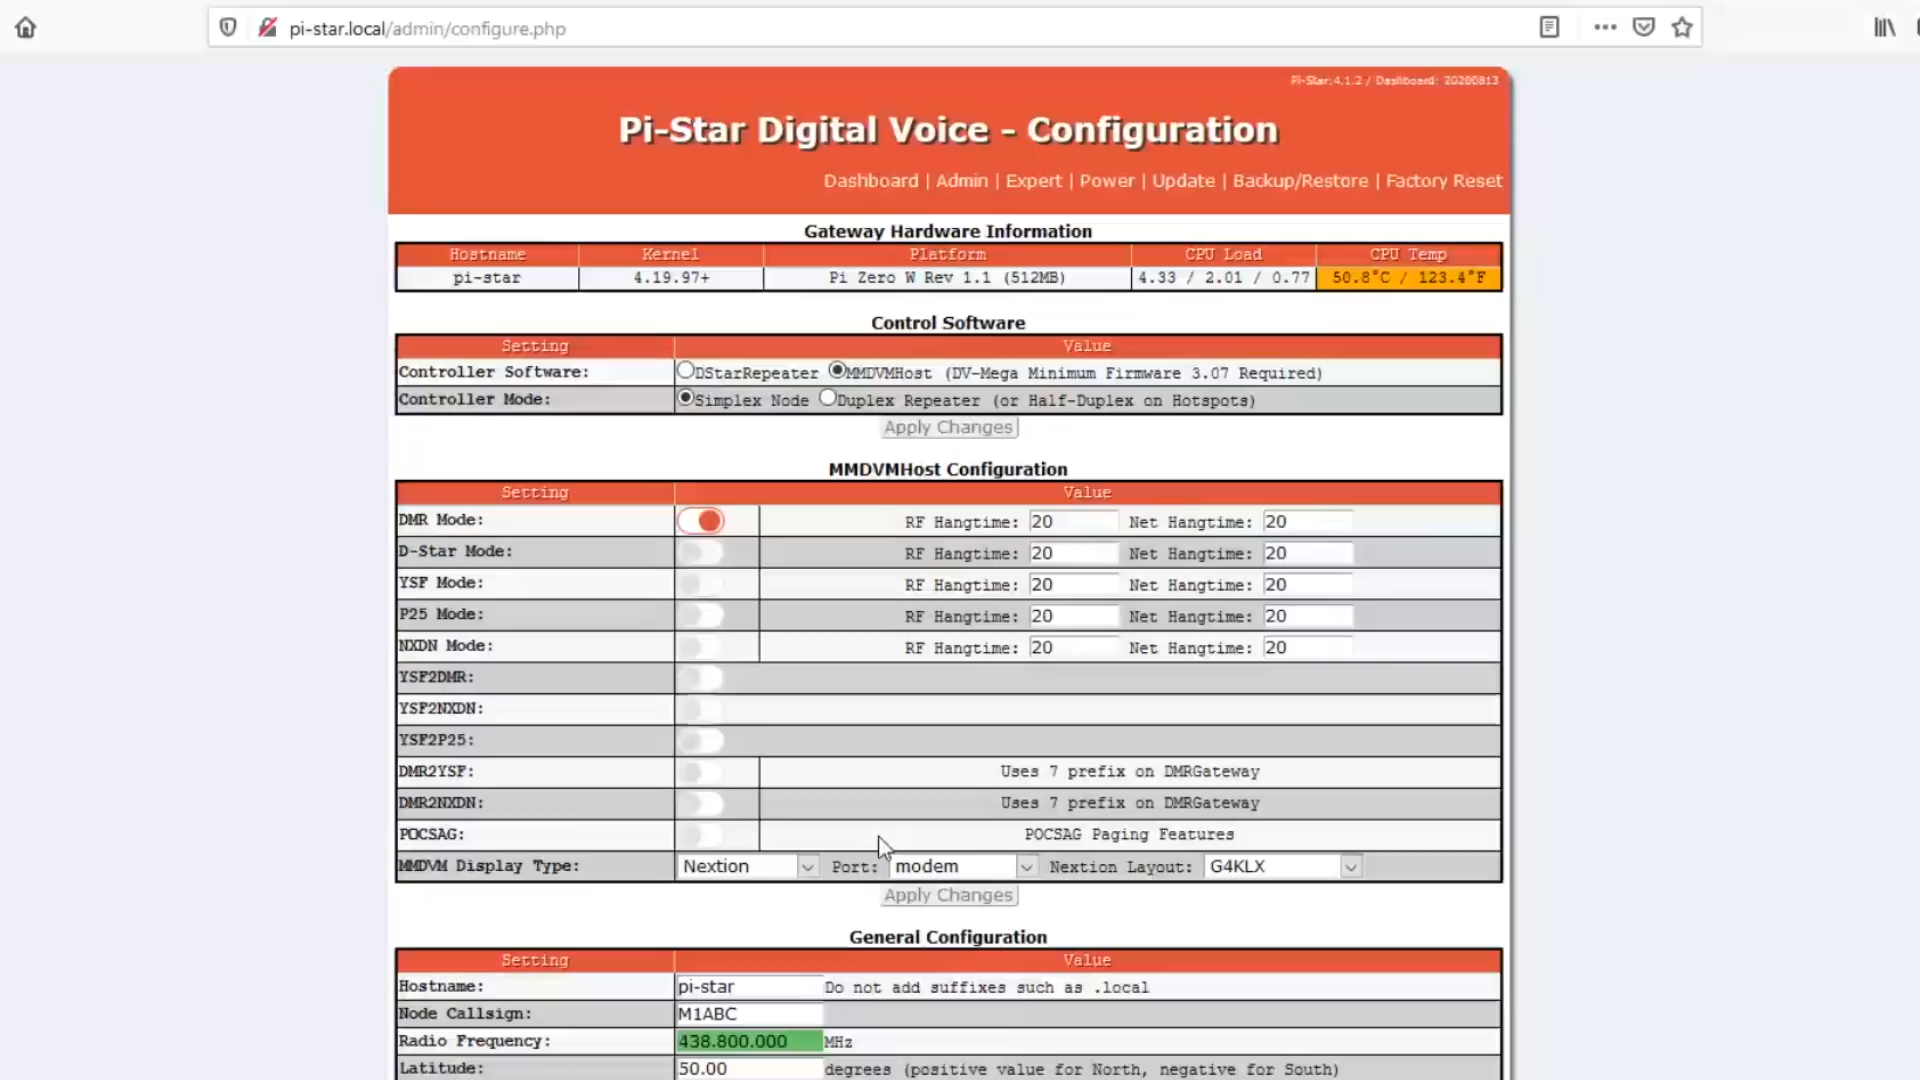 pi-star.local/admin/configure.php
Pi-Star:4.1.2 / Dashboard: 20200813
Pi-Star Digital Voice - Configuration
Dashboard | Admin | Expert | Power | Update | Backup/Restore | Factory Reset
Gateway Hardware Information
Hostname Kernel Platform CPU Load CPU Temp
pi-star 4.19.97+ Pi Zero W Rev 1.1 (512MB) 4.33 / 2.01 / 0.77 50.8°C / 123.4°F
Control Software
Setting Value
Controller Software: DStarRepeater MMDVMHost (DV-Mega Minimum Firmware 3.07 Required)
Controller Mode: Simplex Node Duplex Repeater (or Half-Duplex on Hotspots)
Apply Changes
MMDVMHost Configuration
Setting Value
DMR Mode: RF Hangtime: 20 Net Hangtime: 20
D-Star Mode: RF Hangtime: 20 Net Hangtime: 20
YSF Mode: RF Hangtime: 20 Net Hangtime: 20
P25 Mode: RF Hangtime: 20 Net Hangtime: 20
NXDN Mode: RF Hangtime: 20 Net Hangtime: 20
YSF2DMR:
YSF2NXDN:
YSF2P25:
DMR2YSF: Uses 7 prefix on DMRGateway
DMR2NXDN: Uses 7 prefix on DMRGateway
POCSAG: POCSAG Paging Features
MMDVM Display Type: Nextion Port: modem Nextion Layout: G4KLX
Apply Changes
General Configuration
Setting Value
Hostname: pi-star Do not add suffixes such as .local
Node Callsign: M1ABC
Radio Frequency: 438.800.000 MHz
Latitude: 50.00 degrees (positive value for North, negative for South)